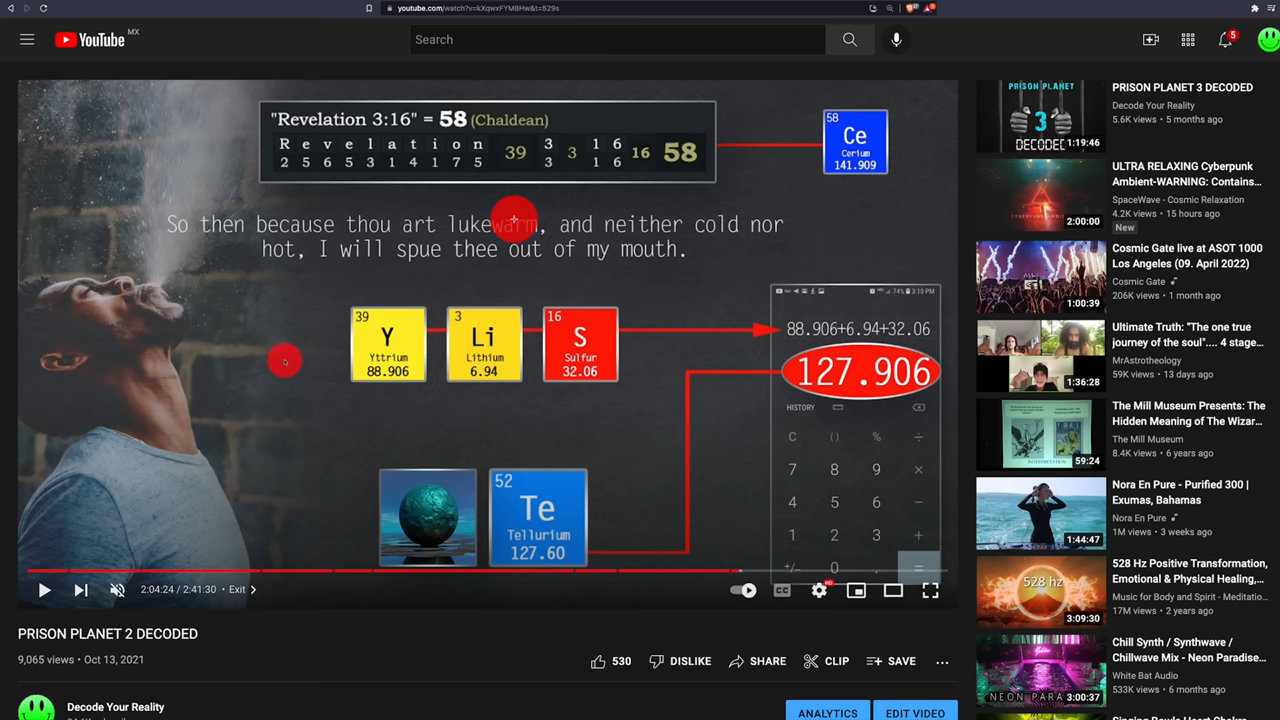 youtube.com/watch?v=kXqwxFYM8Hw&t=529s
YouTube MX
Search
5
"Revelation 3:16" = 58 (Chaldean)
R e v e l a t i o n 39 3 3 1 6 16 58
2 5 6 5 3 1 4 1 7 5 3 1 6
58
Ce
Cerium
141.909
So then because thou art lukewarm, and neither cold nor
hot, I will spue thee out of my mouth.
39
Y
Yttrium
88.906
3
Li
Lithium
6.94
16
S
Sulfur
32.06
74% 3:10 PM
88.906+6.94+32.06
127.906
HISTORY
C () % ÷
7 8 9 ×
4 5 6 −
1 2 3 +
+/− 0 . =
52
Te
Tellurium
127.60
2:04:24 / 2:41:30 • Exit
CC
HD
PRISON PLANET 2 DECODED
9,065 views • Oct 13, 2021
530
DISLIKE
SHARE
CLIP
SAVE
...
Decode Your Reality
ANALYTICS
EDIT VIDEO
PRISON PLANET
3
DECODED
1:19:46
PRISON PLANET 3 DECODED
Decode Your Reality
5.6K views • 5 months ago
2:00:00
ULTRA RELAXING Cyberpunk
Ambient-WARNING: Contains...
SpaceWave - Cosmic Relaxation
4.2K views • 15 hours ago
New
1:00:39
Cosmic Gate live at ASOT 1000
Los Angeles (09. April 2022)
Cosmic Gate
206K views • 1 month ago
1:36:28
Ultimate Truth: "The one true
journey of the soul".... 4 stage...
MrAstrotheology
59K views • 13 days ago
59:24
The Mill Museum Presents: The
Hidden Meaning of The Wizar...
The Mill Museum
8.4K views • 6 years ago
1:44:47
Nora En Pure - Purified 300 |
Exumas, Bahamas
Nora En Pure
1M views • 3 weeks ago
528 hz
3:09:30
528 Hz Positive Transformation,
Emotional & Physical Healing,...
Music for Body and Spirit - Meditatio...
17M views • 2 years ago
NEON PARA
3:00:37
Chill Synth / Synthwave /
Chillwave Mix - Neon Paradise...
White Bat Audio
533K views • 6 months ago